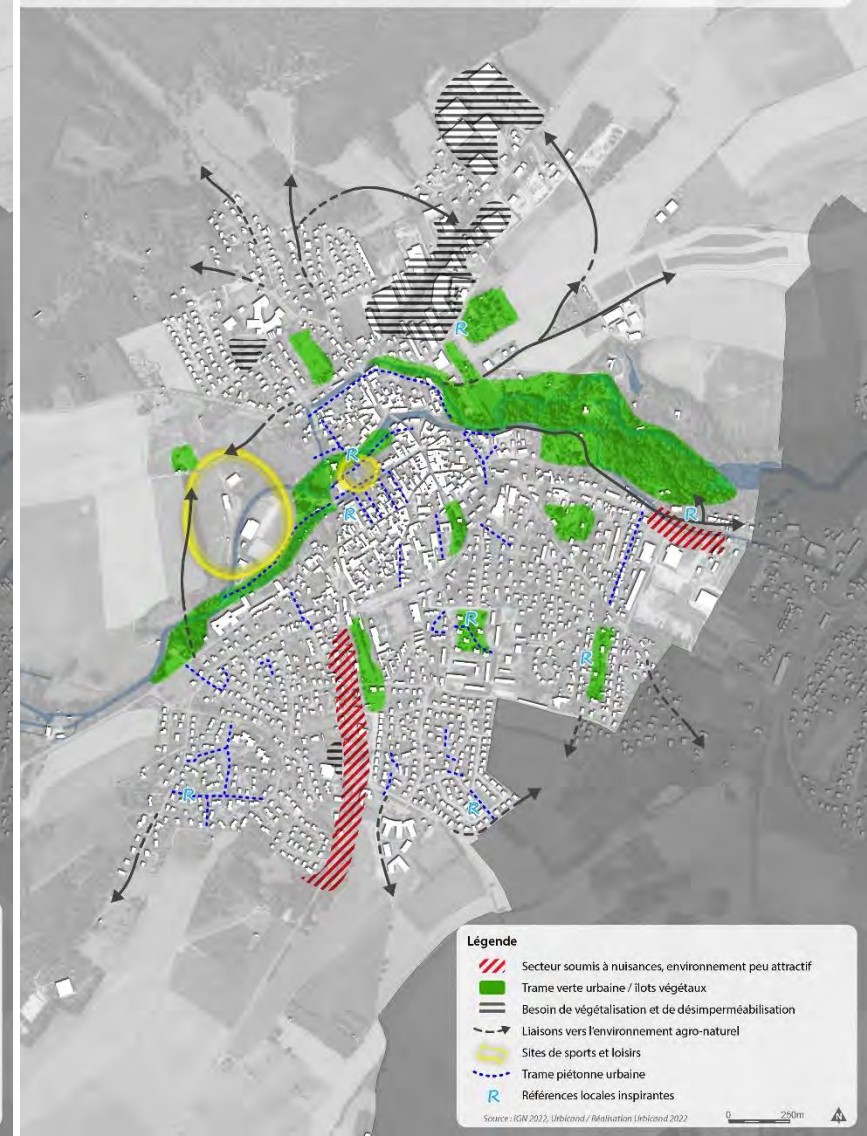 R
R
R
R
R
R
R
R
Légende
Secteur soumis à nuisances, environnement peu attractif
Trame verte urbaine / îlots végétaux
Besoin de végétalisation et de désimperméabilisation
Liaisons vers l'environnement agro-naturel
Sites de sports et loisirs
Trame piétonne urbaine
R Références locales inspirantes
Source : IGN 2022, Urbicand / Réalisation Urbicand 2022
0 250m
N